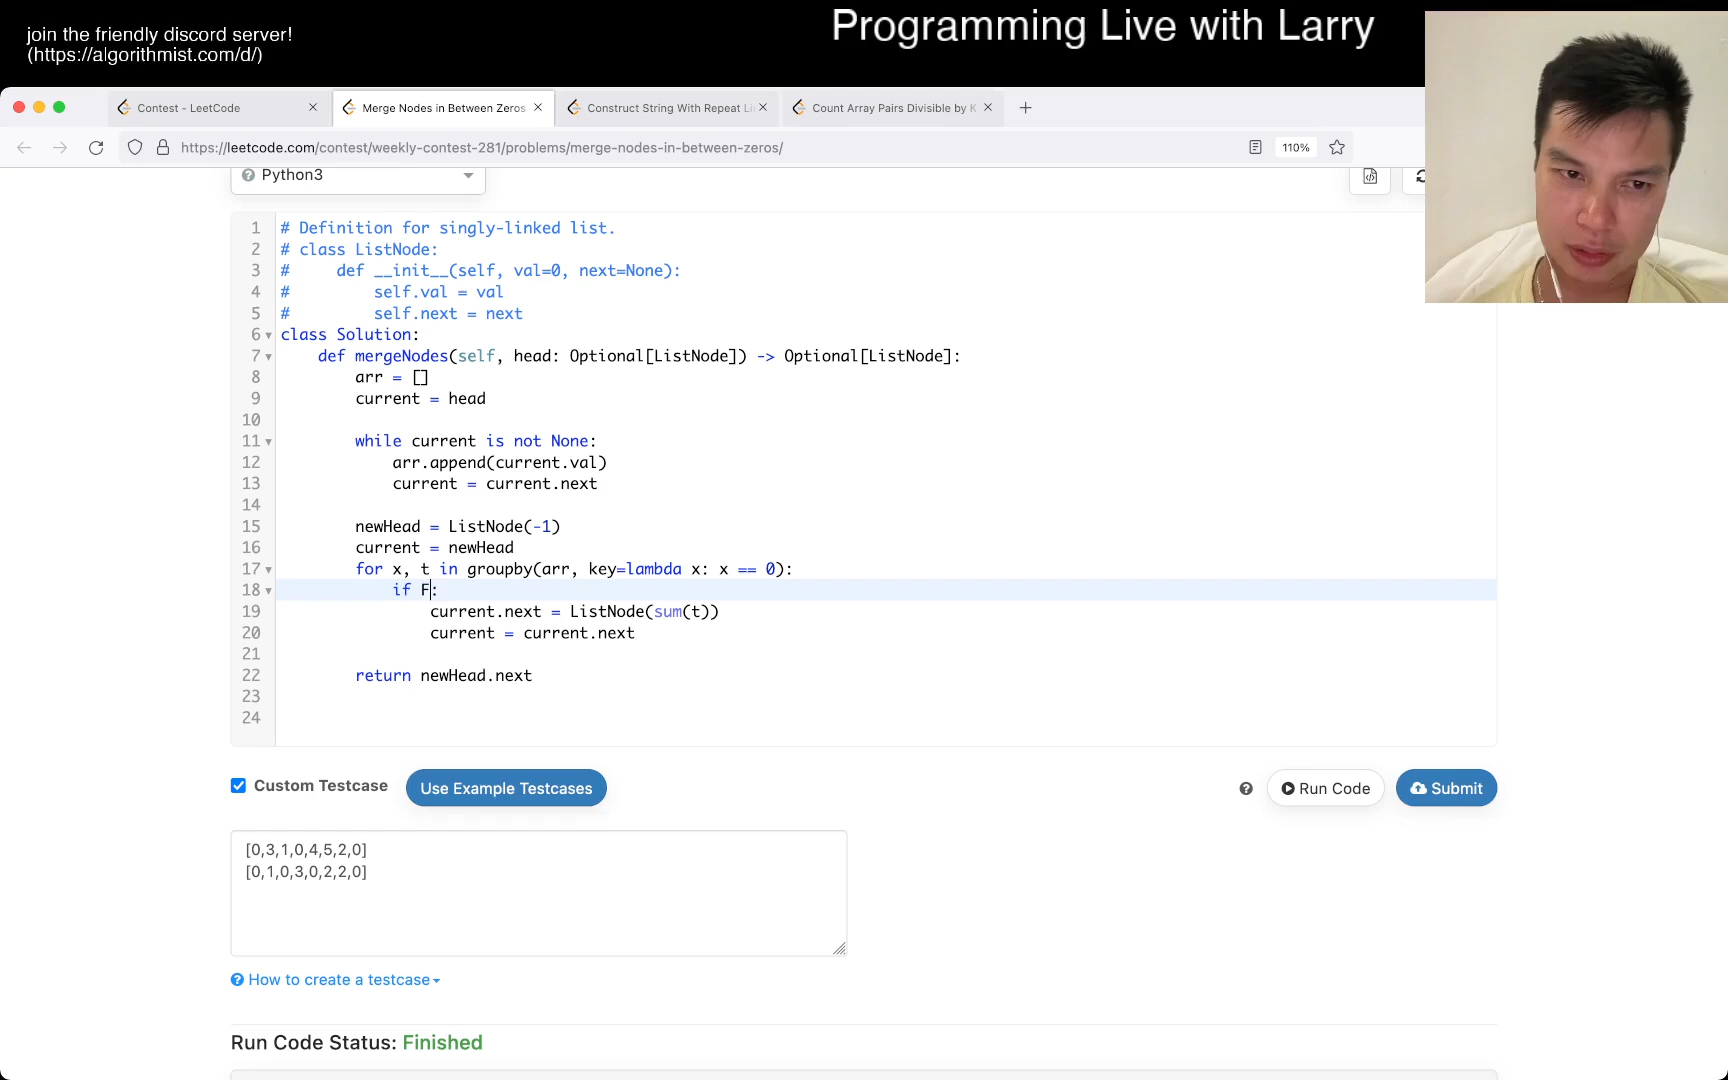 join the friendly discord server!
(https://algorithmist.com/d/)
Programming Live with Larry
Contest - LeetCode
Merge Nodes in Between Zeros
Construct String With Repeat Li
Count Array Pairs Divisible by K
https://leetcode.com/contest/weekly-contest-281/problems/merge-nodes-in-between-zeros/
110%
Python3
1 # Definition for singly-linked list.
2 # class ListNode:
3 #     def __init__(self, val=0, next=None):
4 #         self.val = val
5 #         self.next = next
6 class Solution:
7     def mergeNodes(self, head: Optional[ListNode]) -> Optional[ListNode]:
8         arr = []
9         current = head
10
11         while current is not None:
12             arr.append(current.val)
13             current = current.next
14
15         newHead = ListNode(-1)
16         current = newHead
17         for x, t in groupby(arr, key=lambda x: x == 0):
18             if F:
19                 current.next = ListNode(sum(t))
20                 current = current.next
21
22         return newHead.next
23
24
Custom Testcase
Use Example Testcases
Run Code
Submit
[0,3,1,0,4,5,2,0]
[0,1,0,3,0,2,2,0]
How to create a testcase
Run Code Status: Finished